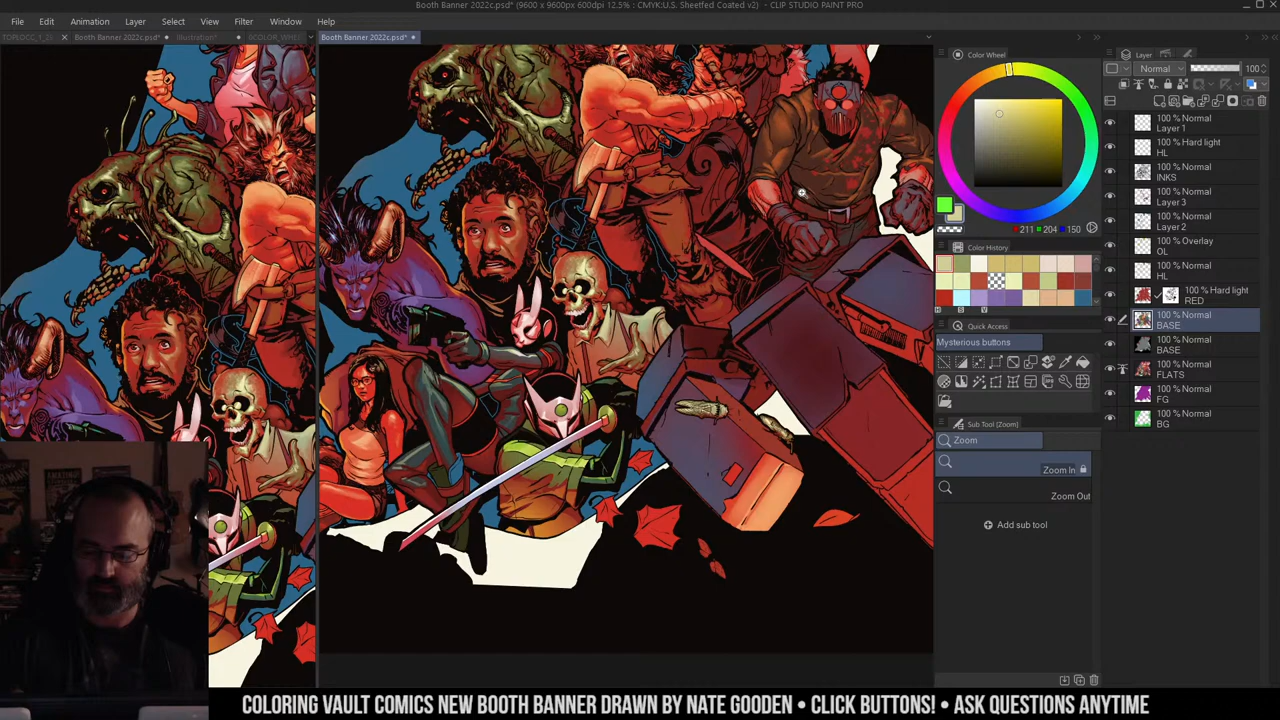 Booth Banner 2022c.psd* (9600 x 9600px 600dpi 12.5% : CMYK:U.S. Sheetfed Coated v2) - CLIP STUDIO PAINT PRO
File Edit Animation Layer Select View Filter Window Help
Booth Banner 2022c.psd* Illustration* Booth Banner 2022c.psd*
Color Wheel
Layer
Normal 100
100 % Normal
Layer 1
100 % Hard light
HL
100 % Normal
INKS
100 % Normal
Layer 3
100 % Normal
Layer 2
100 % Overlay
OL
100 % Normal
HL
100 % Hard light
RED
100 % Normal
BASE
100 % Normal
BASE
100 % Normal
FLATS
100 % Normal
FG
100 % Normal
BG
211 204 150
Color History
H S V
Quick Access
Mysterious buttons
Sub Tool [Zoom]
Zoom
Zoom In
Zoom Out
Add sub tool
COLORING VAULT COMICS NEW BOOTH BANNER DRAWN BY NATE GOODEN • CLICK BUTTONS! • ASK QUESTIONS ANYTIME